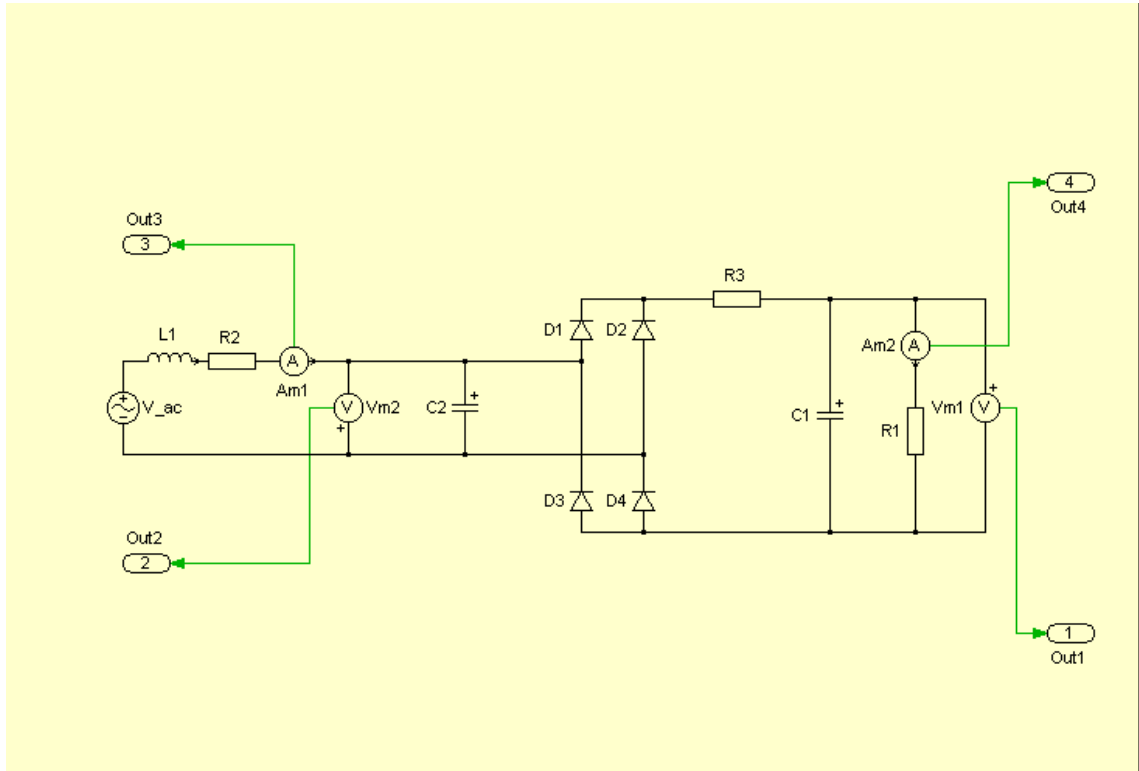 4
Out4
Out3
3
R3
L1
R2
D1
D2
A
Am1
Am2
A
+
V_ac
V
Vm2
+
C2
+
C1
+
R1
Vm1
V
+
D3
D4
Out2
2
1
Out1